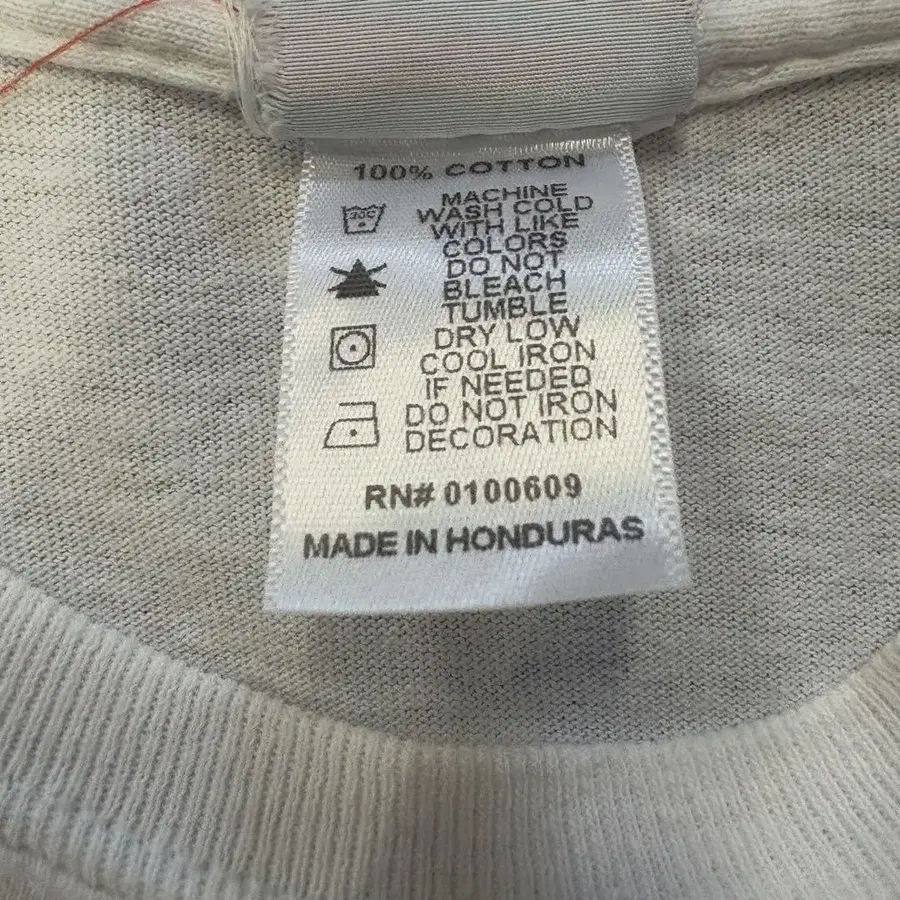 100% COTTON
30C
MACHINE
WASH COLD
WITH LIKE
COLORS
DO NOT
BLEACH
TUMBLE
DRY LOW
COOL IRON
IF NEEDED
DO NOT IRON
DECORATION
RN# 0100609
MADE IN HONDURAS